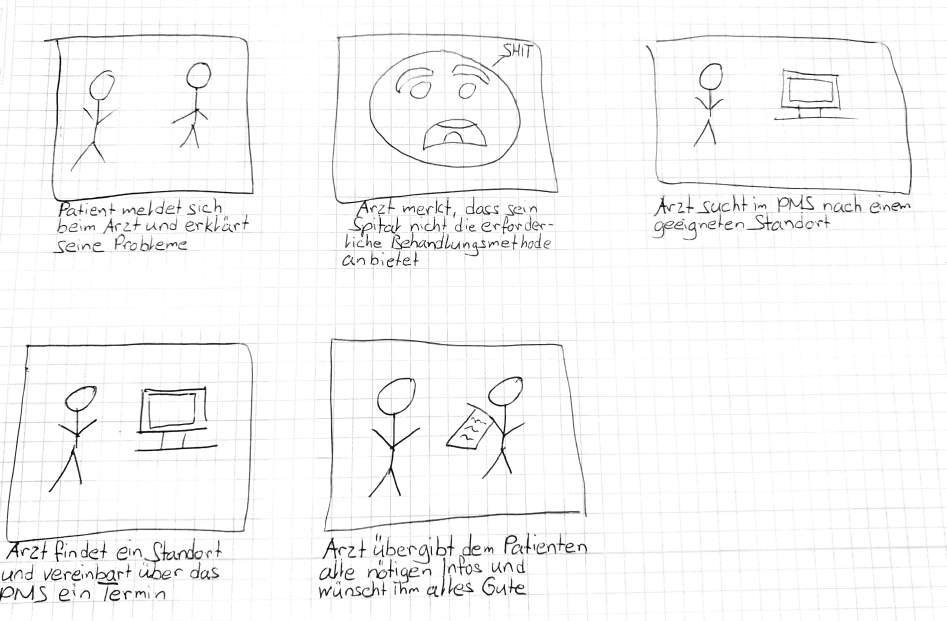 SHIT
Patient meldet sich
beim Arzt und erklärt
seine Probleme
Arzt merkt, dass sein
Spital nicht die erforder-
liche Behandlungsmethode
anbietet
Arzt sucht im PMS nach einem
geeigneten Standort
Arzt findet ein Standort
und vereinbart über das
PMS ein Termin
Arzt übergibt dem Patienten
alle nötigen Infos und
wünscht ihm alles Gute